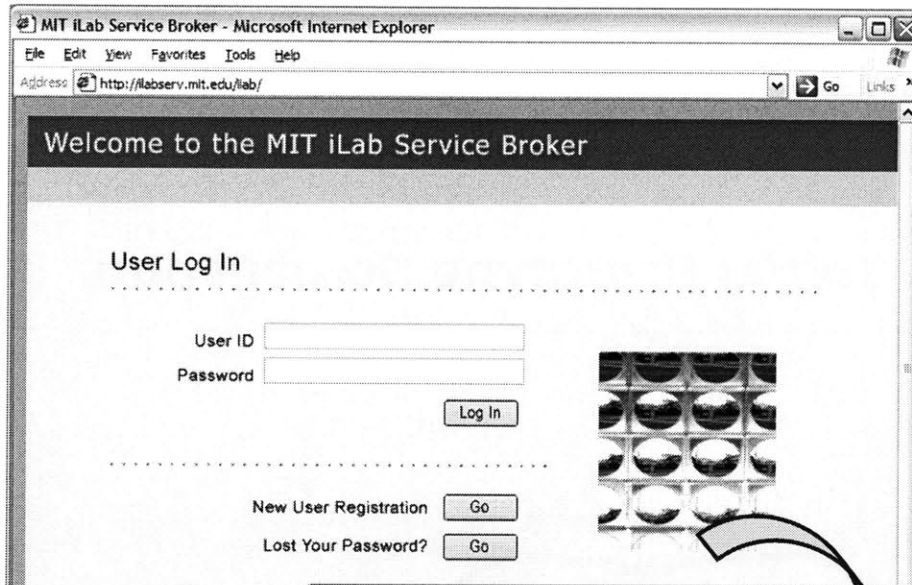 MIT iLab Service Broker - Microsoft Internet Explorer
File Edit View Favorites Tools Help
Address http://ilabserv.mit.edu/liab/ Go Links »
Welcome to the MIT iLab Service Broker
User Log In
User ID
Password
Log In
New User Registration Go
Lost Your Password? Go